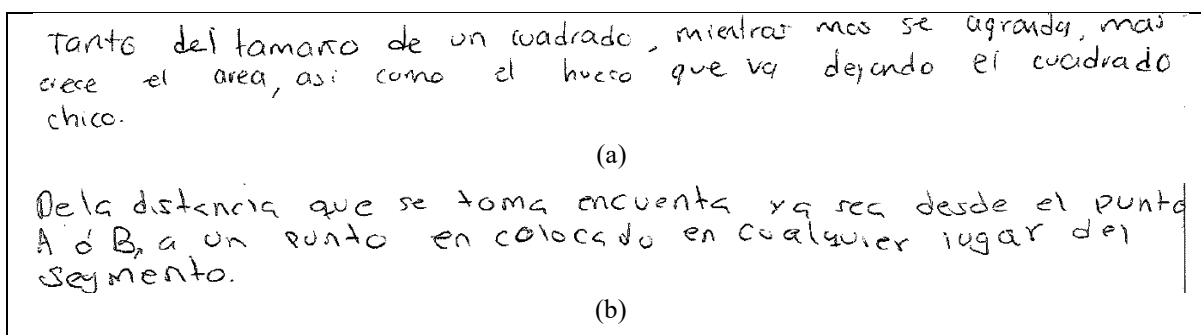 Tanto del tamaño de un cuadrado, mientras mas se agranda, mas
crece el area, asi como el hueco que va dejando el cuadrado
chico.
(a)
De la distancia que se toma encuenta ya sea desde el punto
A ó B, a un punto en colocado en cualquier lugar del
segmento.
(b)